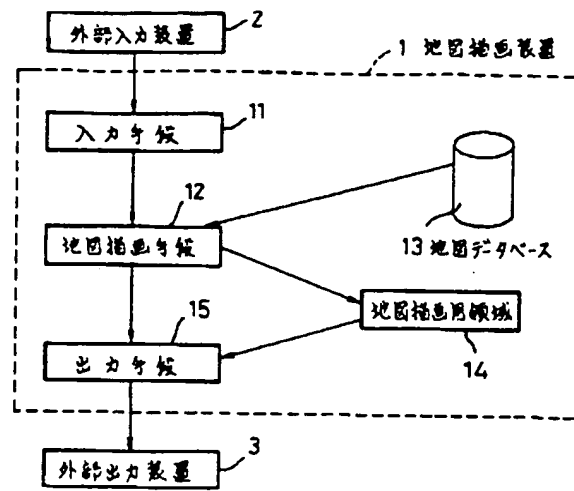 外部入力装置
2
1 地図描画装置
入力手段
11
12
地図描画手段
13 地図データベース
15
地図描画用領域
14
出力手段
外部出力装置
3